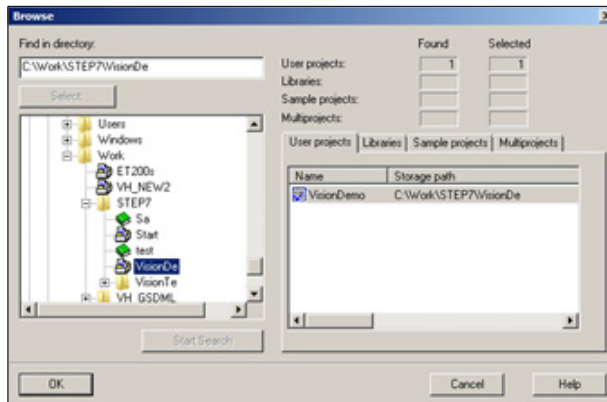 Browse
Find in directory:
C:\Work\STEP7\VisionDe
Select
Found Selected
User projects: 1 1
Libraries:
Sample projects:
Multiprojects:
Users
Windows
Work
ET200s
VH_NEW2
STEP7
Sa
Start
test
VisionDe
VisionTe
VH_GSDML
User projects Libraries Sample projects Multiprojects
Name Storage path
VisionDemo C:\Work\STEP7\VisionDe
Start Search
OK Cancel Help